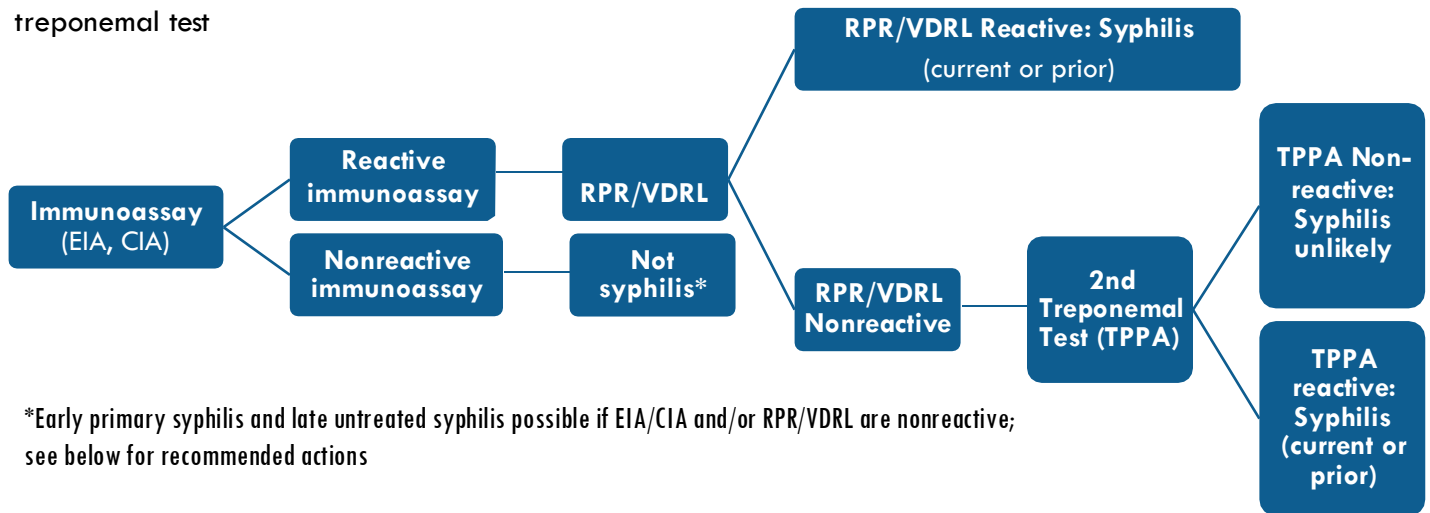 treponemal test
RPR/VDRL Reactive: Syphilis
(current or prior)
Reactive
immunoassay
RPR/VDRL
TPPA Non-
reactive:
Syphilis
unlikely
Immunoassay
(EIA, CIA)
Nonreactive
immunoassay
Not
syphilis*
RPR/VDRL
Nonreactive
2nd
Treponemal
Test (TPPA)
TPPA
reactive:
Syphilis
(current or
prior)
*Early primary syphilis and late untreated syphilis possible if EIA/CIA and/or RPR/VDRL are nonreactive;
see below for recommended actions